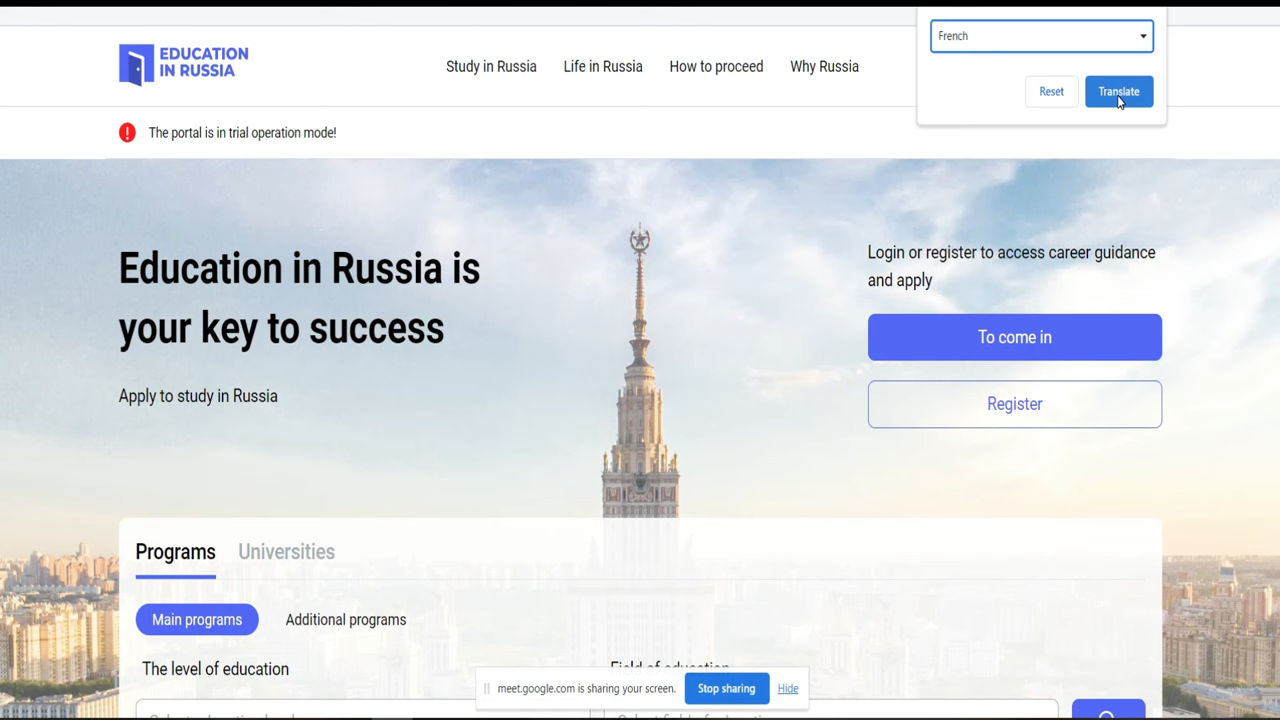 French
EDUCATION
IN RUSSIA
Study in Russia
Life in Russia
How to proceed
Why Russia
Reset
Translate
The portal is in trial operation mode!
Education in Russia is
your key to success
Apply to study in Russia
Login or register to access career guidance
and apply
To come in
Register
Programs
Universities
Main programs
Additional programs
The level of education
Field of education
meet.google.com is sharing your screen.
Stop sharing
Hide